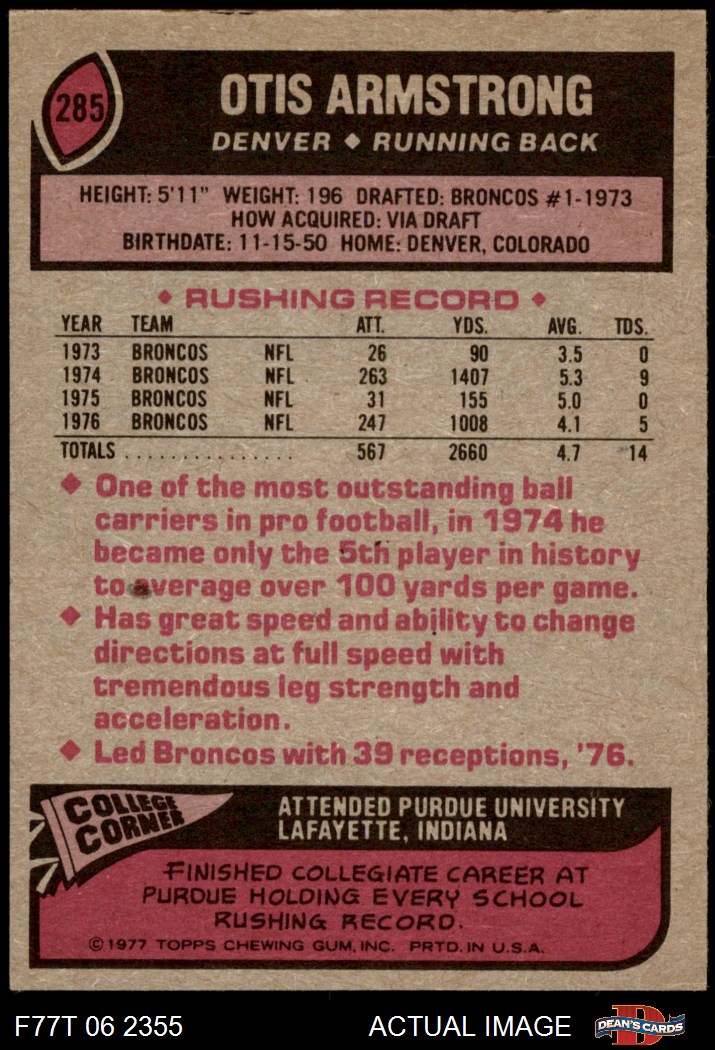 285
OTIS ARMSTRONG
DENVER ◆ RUNNING BACK
HEIGHT: 5'11" WEIGHT: 196 DRAFTED: BRONCOS #1-1973
HOW ACQUIRED: VIA DRAFT
BIRTHDATE: 11-15-50 HOME: DENVER, COLORADO
◆ RUSHING RECORD ◆
YEAR TEAM ATT. YDS. AVG. TDS.
1973 BRONCOS NFL 26 90 3.5 0
1974 BRONCOS NFL 263 1407 5.3 9
1975 BRONCOS NFL 31 155 5.0 0
1976 BRONCOS NFL 247 1008 4.1 5
TOTALS . . . . . . . . . . . . . . . 567 2660 4.7 14
◆ One of the most outstanding ball
carriers in pro football, in 1974 he
became only the 5th player in history
to average over 100 yards per game.
◆ Has great speed and ability to change
directions at full speed with
tremendous leg strength and
acceleration.
◆ Led Broncos with 39 receptions, '76.
COLLEGE
CORNER
ATTENDED PURDUE UNIVERSITY
LAFAYETTE, INDIANA
FINISHED COLLEGIATE CAREER AT
PURDUE HOLDING EVERY SCHOOL
RUSHING RECORD.
© 1977 TOPPS CHEWING GUM, INC. PRTD. IN U.S.A.
F77T 06 2355 ACTUAL IMAGE
D
DEAN'S CARDS